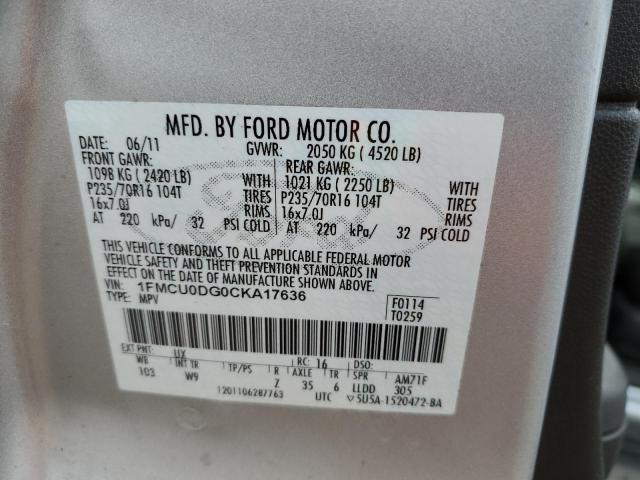 MFD. BY FORD MOTOR CO.
DATE: 06/11 GVWR: 2050 KG ( 4520 LB)
FRONT GAWR: REAR GAWR:
1098 KG ( 2420 LB) WITH 1021 KG ( 2250 LB) WITH
P235/70R16 104T TIRES P235/70R16 104T TIRES
16x7.0J RIMS 16x7.0J RIMS
AT 220 kPa/ 32 PSI COLD AT 220 kPa/ 32 PSI COLD
THIS VEHICLE CONFORMS TO ALL APPLICABLE FEDERAL MOTOR
VEHICLE SAFETY AND THEFT PREVENTION STANDARDS IN
EFFECT ON THE DATE OF MANUFACTURE SHOWN ABOVE.
VIN: 1FMCU0DG0CKA17636 F0114
TYPE: MPV T0259
EXT PNT: UX RC: 16 DSO:
WB INT TR TP/PS R AXLE TR SPR AM71F
103 W9 Z 35 6 LLDD 305
1201106287763 UTC ▽5U5A-1520472-BA